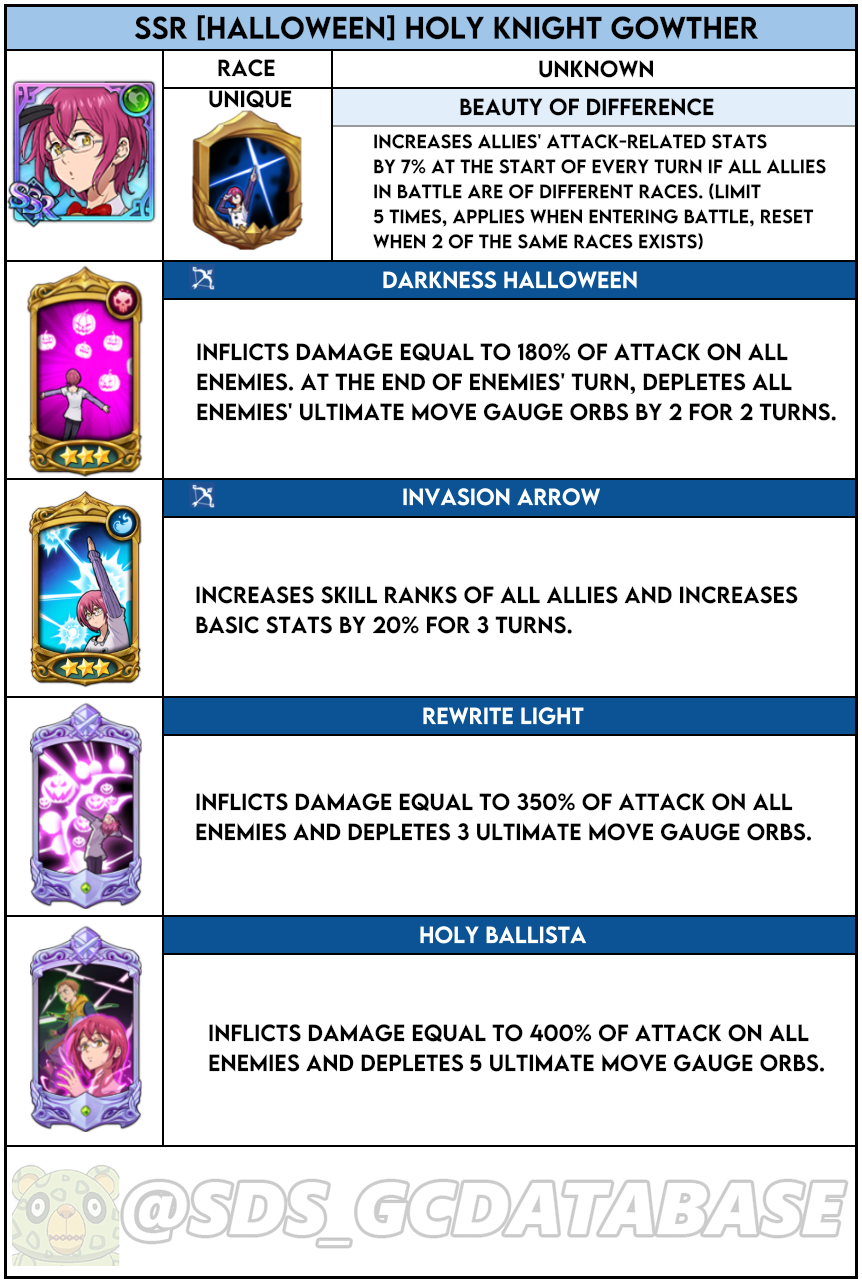 SSR [HALLOWEEN] HOLY KNIGHT GOWTHER
RACE
UNKNOWN
SSR
UNIQUE
BEAUTY OF DIFFERENCE
INCREASES ALLIES' ATTACK-RELATED STATS
BY 7% AT THE START OF EVERY TURN IF ALL ALLIES
IN BATTLE ARE OF DIFFERENT RACES. (LIMIT
5 TIMES, APPLIES WHEN ENTERING BATTLE, RESET
WHEN 2 OF THE SAME RACES EXISTS)
DARKNESS HALLOWEEN
INFLICTS DAMAGE EQUAL TO 180% OF ATTACK ON ALL
ENEMIES. AT THE END OF ENEMIES' TURN, DEPLETES ALL
ENEMIES' ULTIMATE MOVE GAUGE ORBS BY 2 FOR 2 TURNS.
INVASION ARROW
INCREASES SKILL RANKS OF ALL ALLIES AND INCREASES
BASIC STATS BY 20% FOR 3 TURNS.
REWRITE LIGHT
INFLICTS DAMAGE EQUAL TO 350% OF ATTACK ON ALL
ENEMIES AND DEPLETES 3 ULTIMATE MOVE GAUGE ORBS.
HOLY BALLISTA
INFLICTS DAMAGE EQUAL TO 400% OF ATTACK ON ALL
ENEMIES AND DEPLETES 5 ULTIMATE MOVE GAUGE ORBS.
@SDS_GCDATABASE